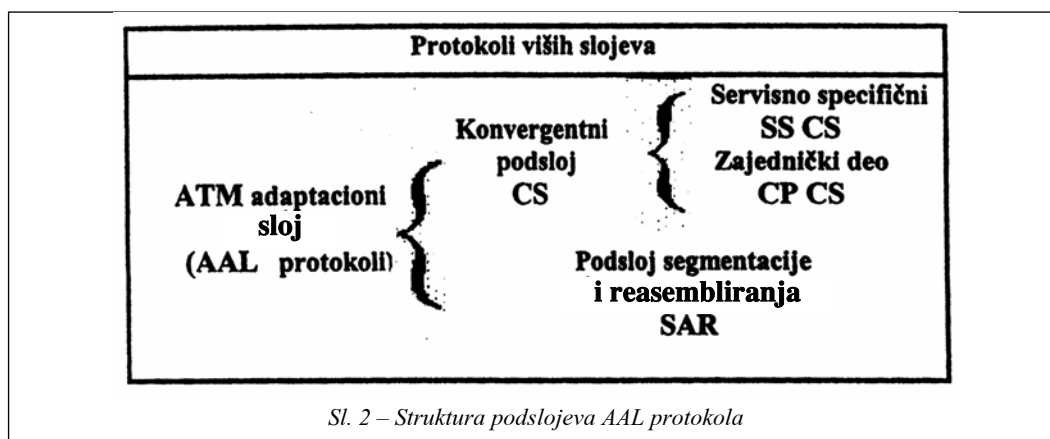 Protokoli viših slojeva
Servisno specifični
SS CS
Zajednički deo
CP CS
Konvergentni
podsloj
CS
ATM adaptacioni
sloj
(AAL protokoli)
Podsloj segmentacije
i reasembliranja
SAR
Sl. 2 – Struktura podslojeva AAL protokola